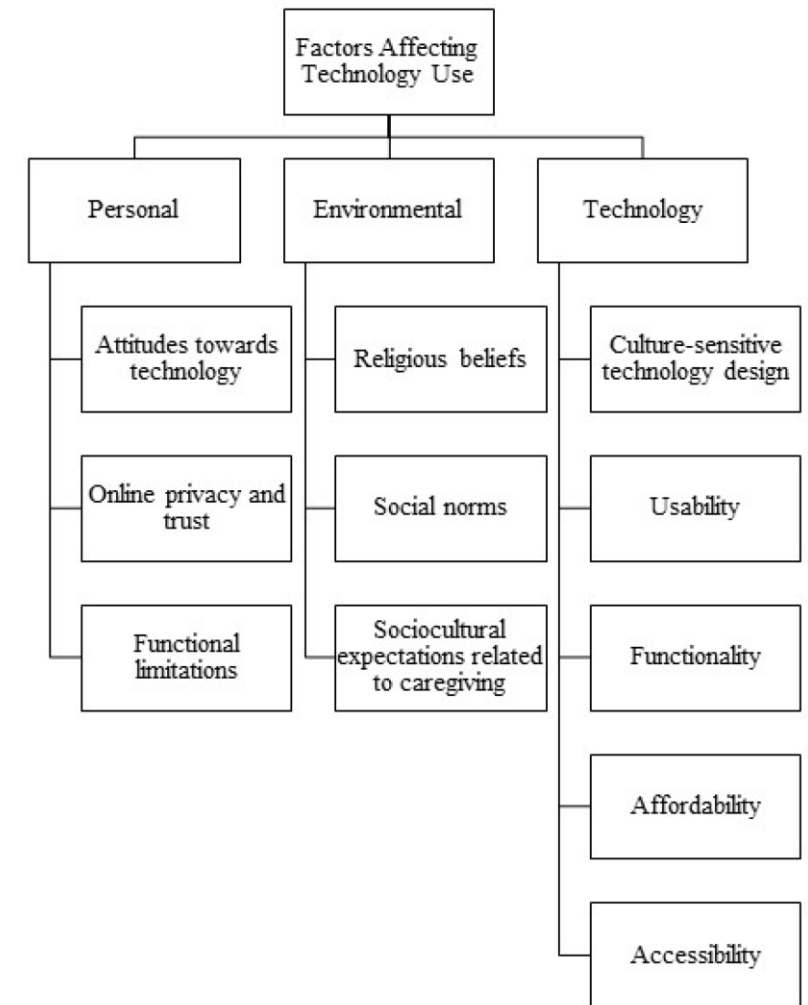 Factors Affecting
Technology Use
Personal
Environmental
Technology
Attitudes towards
technology
Religious beliefs
Culture-sensitive
technology design
Online privacy and
trust
Social norms
Usability
Functional
limitations
Sociocultural
expectations related
to caregiving
Functionality
Affordability
Accessibility